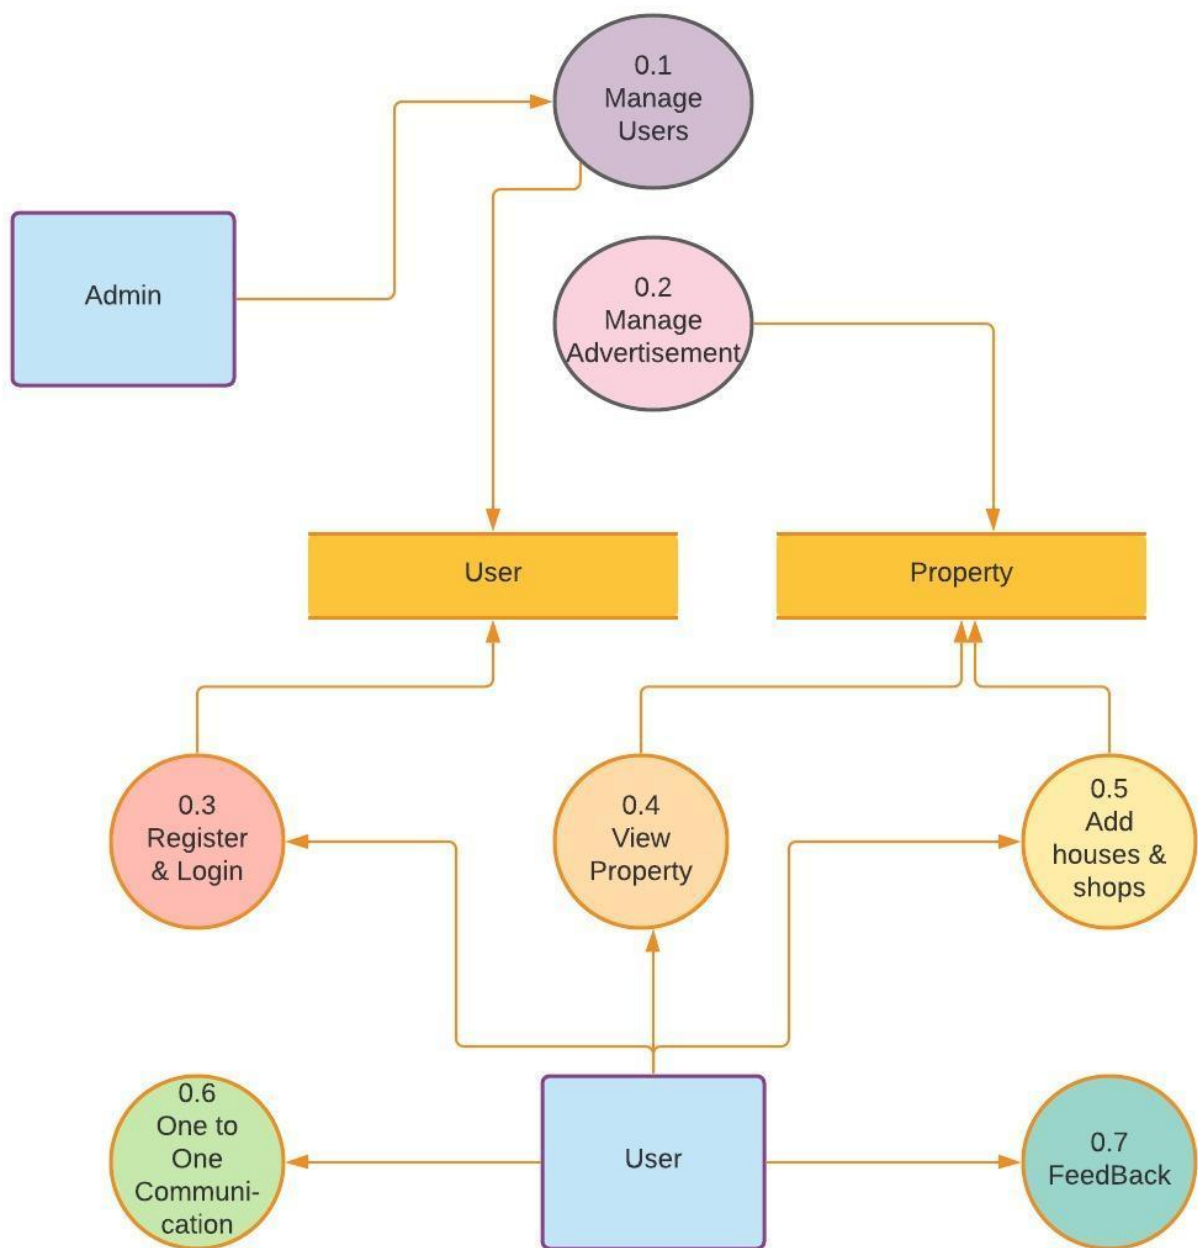 0.1
Manage
Users
Admin
0.2
Manage
Advertisement
User
Property
0.3
Register
& Login
0.4
View
Property
0.5
Add
houses &
shops
0.6
One to
One
Communi-
cation
User
0.7
FeedBack